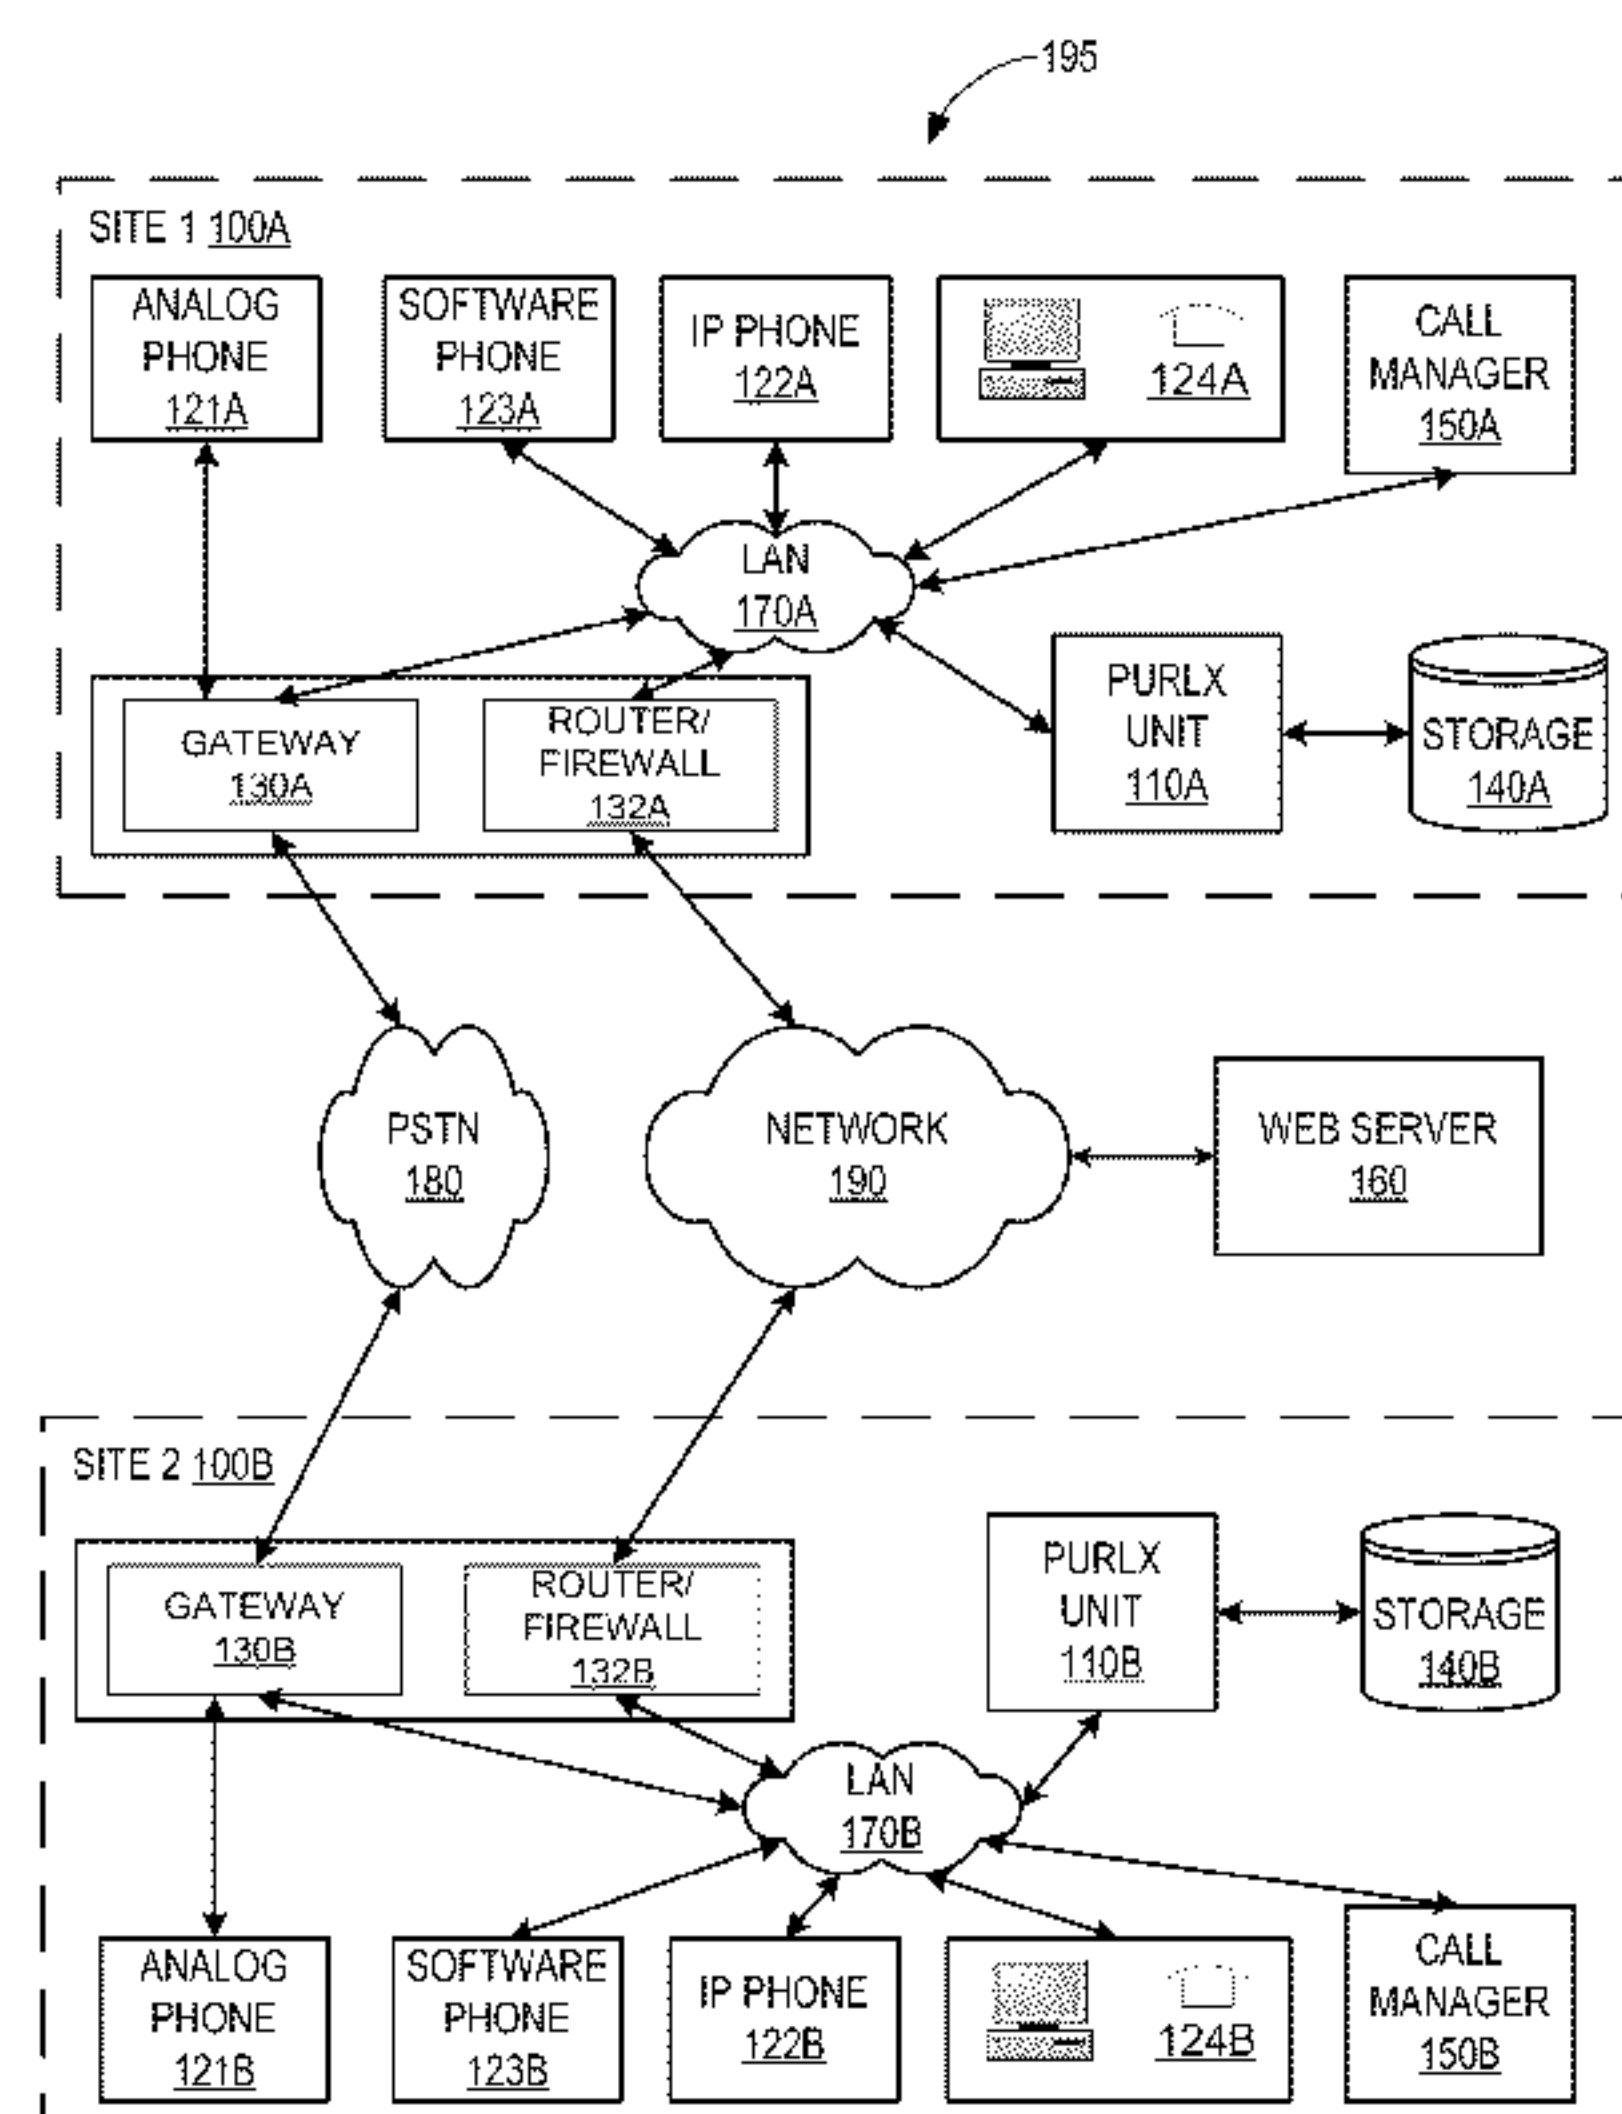 195
SITE 1 100A
ANALOG
PHONE
121A
SOFTWARE
PHONE
123A
IP PHONE
122A
124A
CALL
MANAGER
150A
LAN
170A
GATEWAY
130A
ROUTER/
FIREWALL
132A
PURLX
UNIT
110A
STORAGE
140A
PSTN
180
NETWORK
190
WEB SERVER
160
SITE 2 100B
GATEWAY
130B
ROUTER/
FIREWALL
132B
PURLX
UNIT
110B
STORAGE
140B
LAN
170B
ANALOG
PHONE
121B
SOFTWARE
PHONE
123B
IP PHONE
122B
124B
CALL
MANAGER
150B